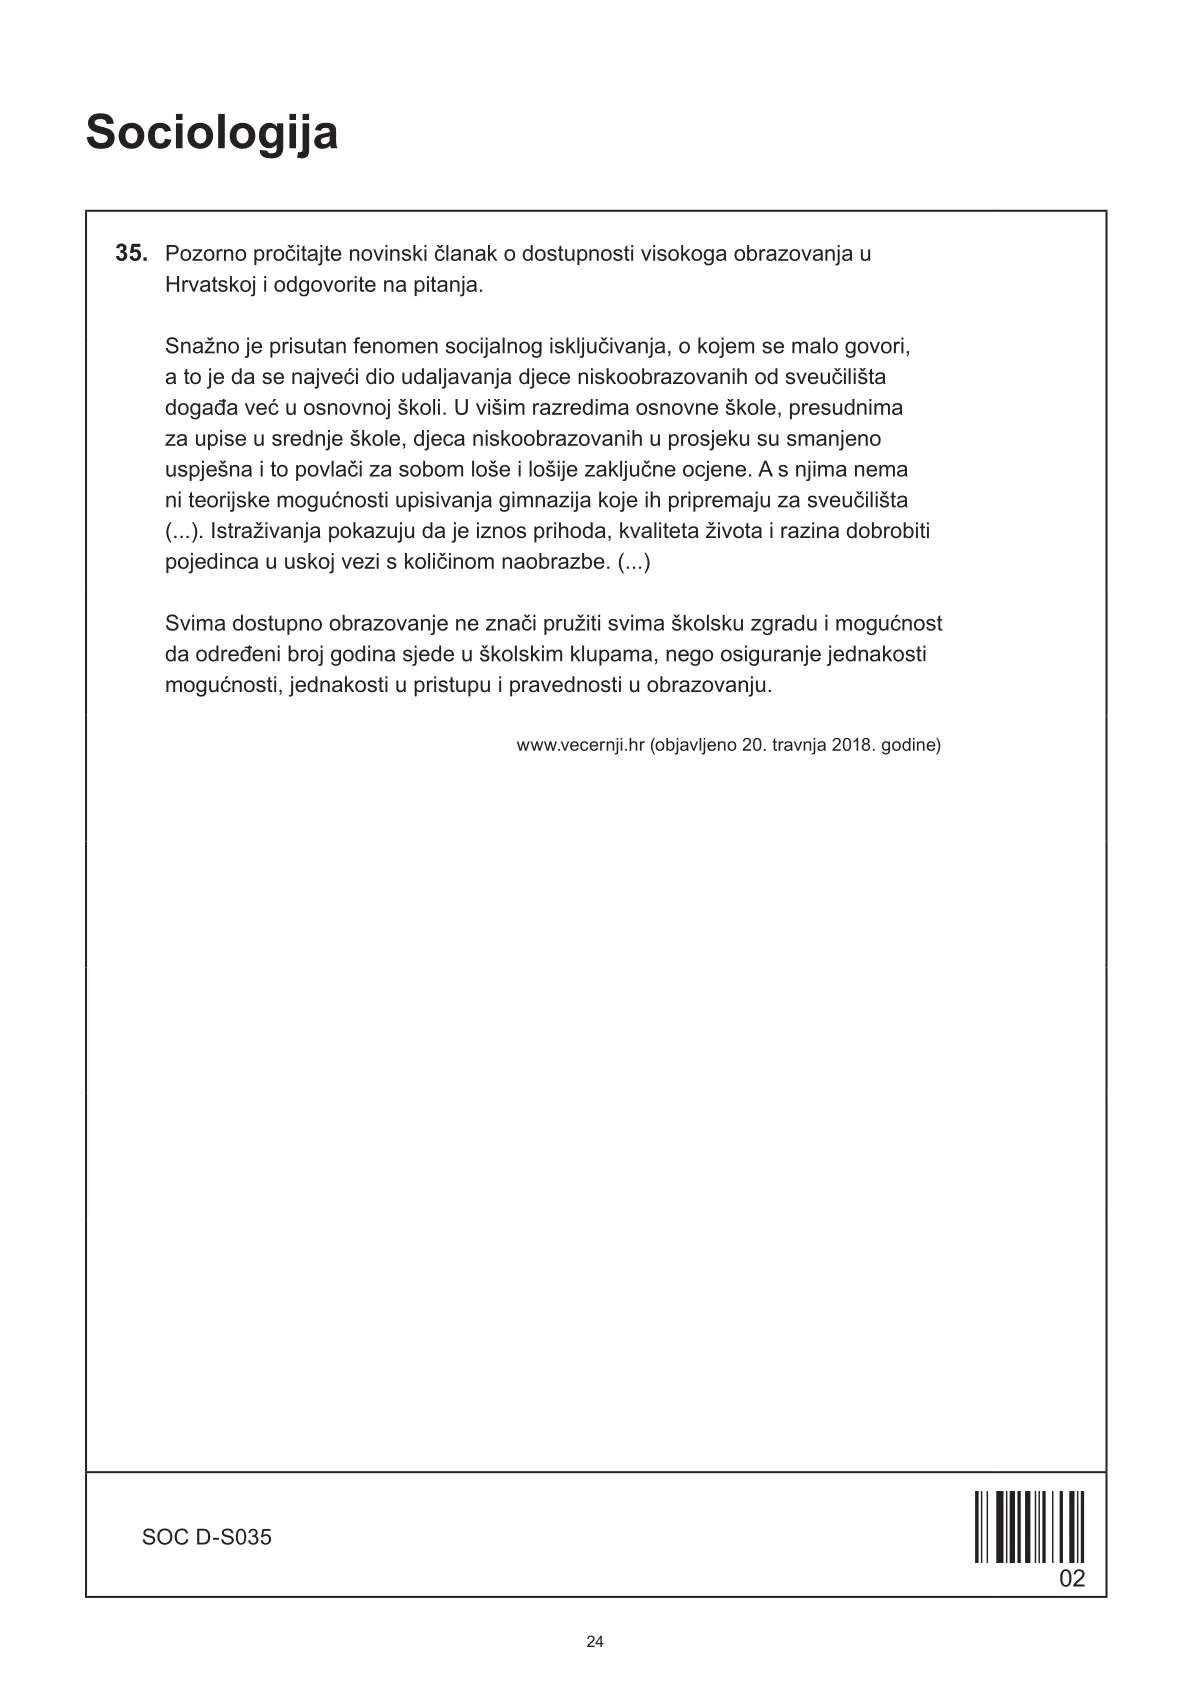 Sociologija
35. Pozorno pročitajte novinski članak o dostupnosti visokoga obrazovanja u
Hrvatskoj i odgovorite na pitanja.
Snažno je prisutan fenomen socijalnog isključivanja, o kojem se malo govori,
a to je da se najveći dio udaljavanja djece niskoobrazovanih od sveučilišta
događa već u osnovnoj školi. U višim razredima osnovne škole, presudnima
za upise u srednje škole, djeca niskoobrazovanih u prosjeku su smanjeno
uspješna i to povlači za sobom loše i lošije zaključne ocjene. A s njima nema
ni teorijske mogućnosti upisivanja gimnazija koje ih pripremaju za sveučilišta
(...). Istraživanja pokazuju da je iznos prihoda, kvaliteta života i razina dobrobiti
pojedinca u uskoj vezi s količinom naobrazbe. (...)
Svima dostupno obrazovanje ne znači pružiti svima školsku zgradu i mogućnost
da određeni broj godina sjede u školskim klupama, nego osiguranje jednakosti
mogućnosti, jednakosti u pristupu i pravednosti u obrazovanju.
www.vecernji.hr (objavljeno 20. travnja 2018. godine)
SOC D-S035
02
24